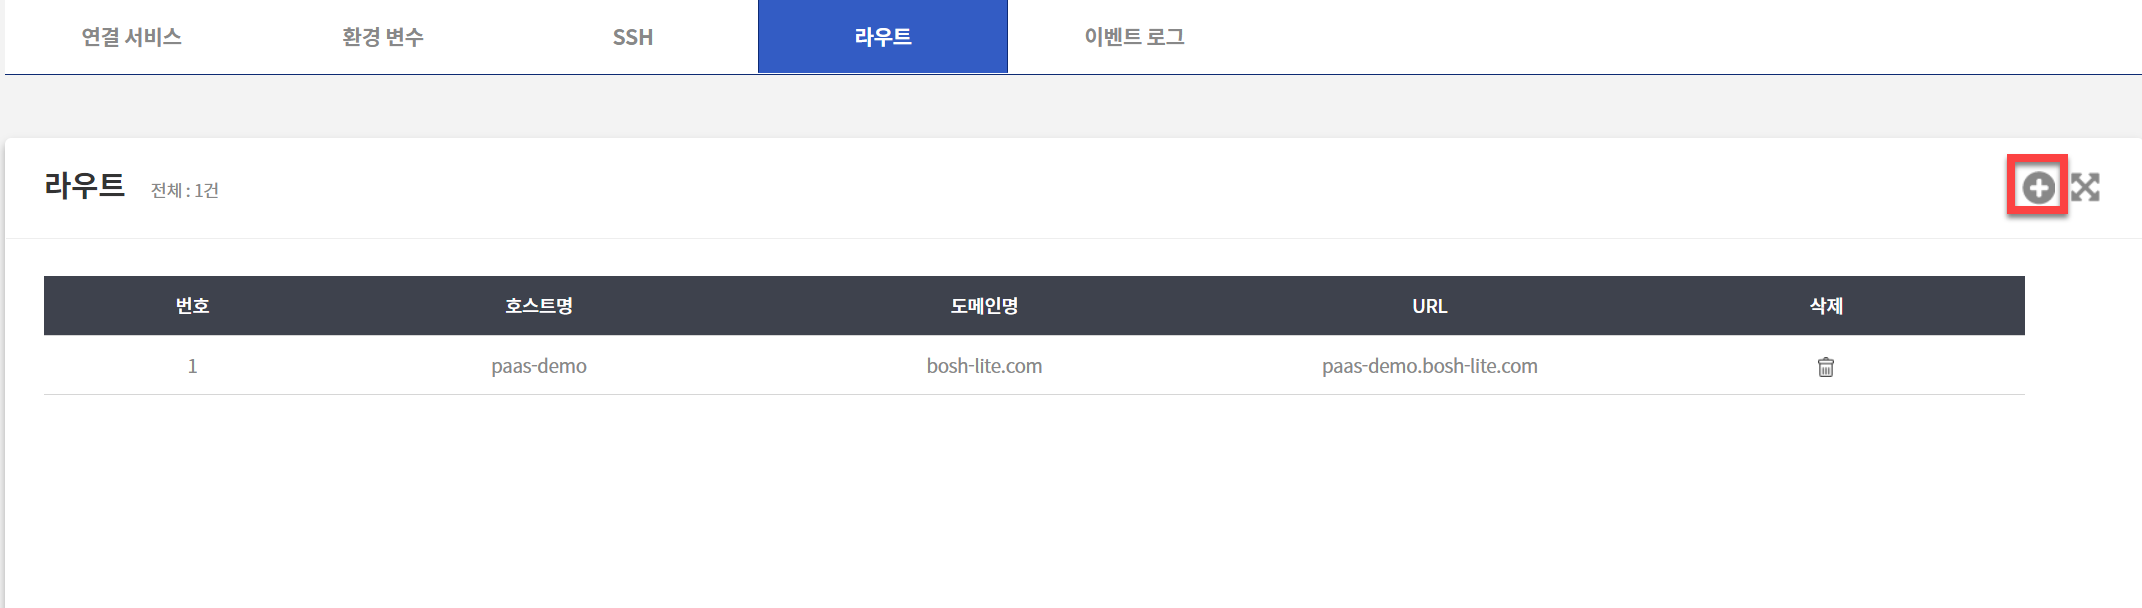 연결 서비스 환경 변수 SSH 라우트 이벤트 로그
라우트 전체 : 1건
번호 호스트명 도메인명 URL 삭제
1 paas-demo bosh-lite.com paas-demo.bosh-lite.com